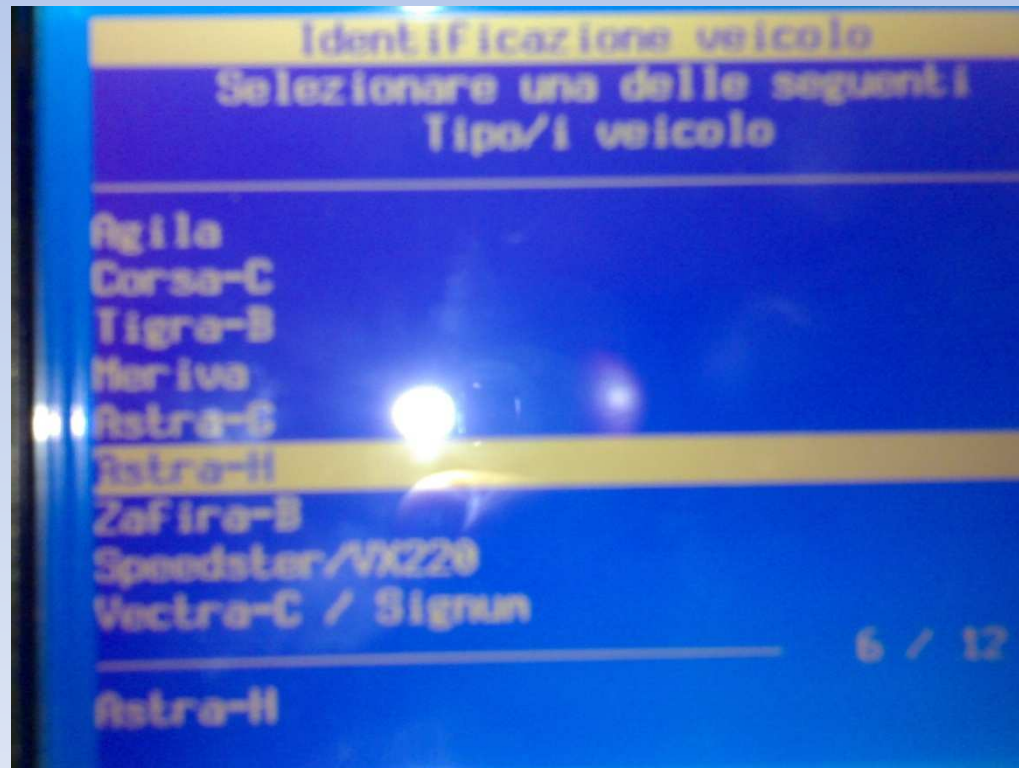 Identificazione veicolo
Selezionare una delle seguenti
Tipo/i veicolo
Agila
Corsa-C
Tigra-B
Meriva
Astra-G
Astra-H
Zafira-B
Speedster/VX220
Vectra-C / Signum
6 / 12
Astra-H